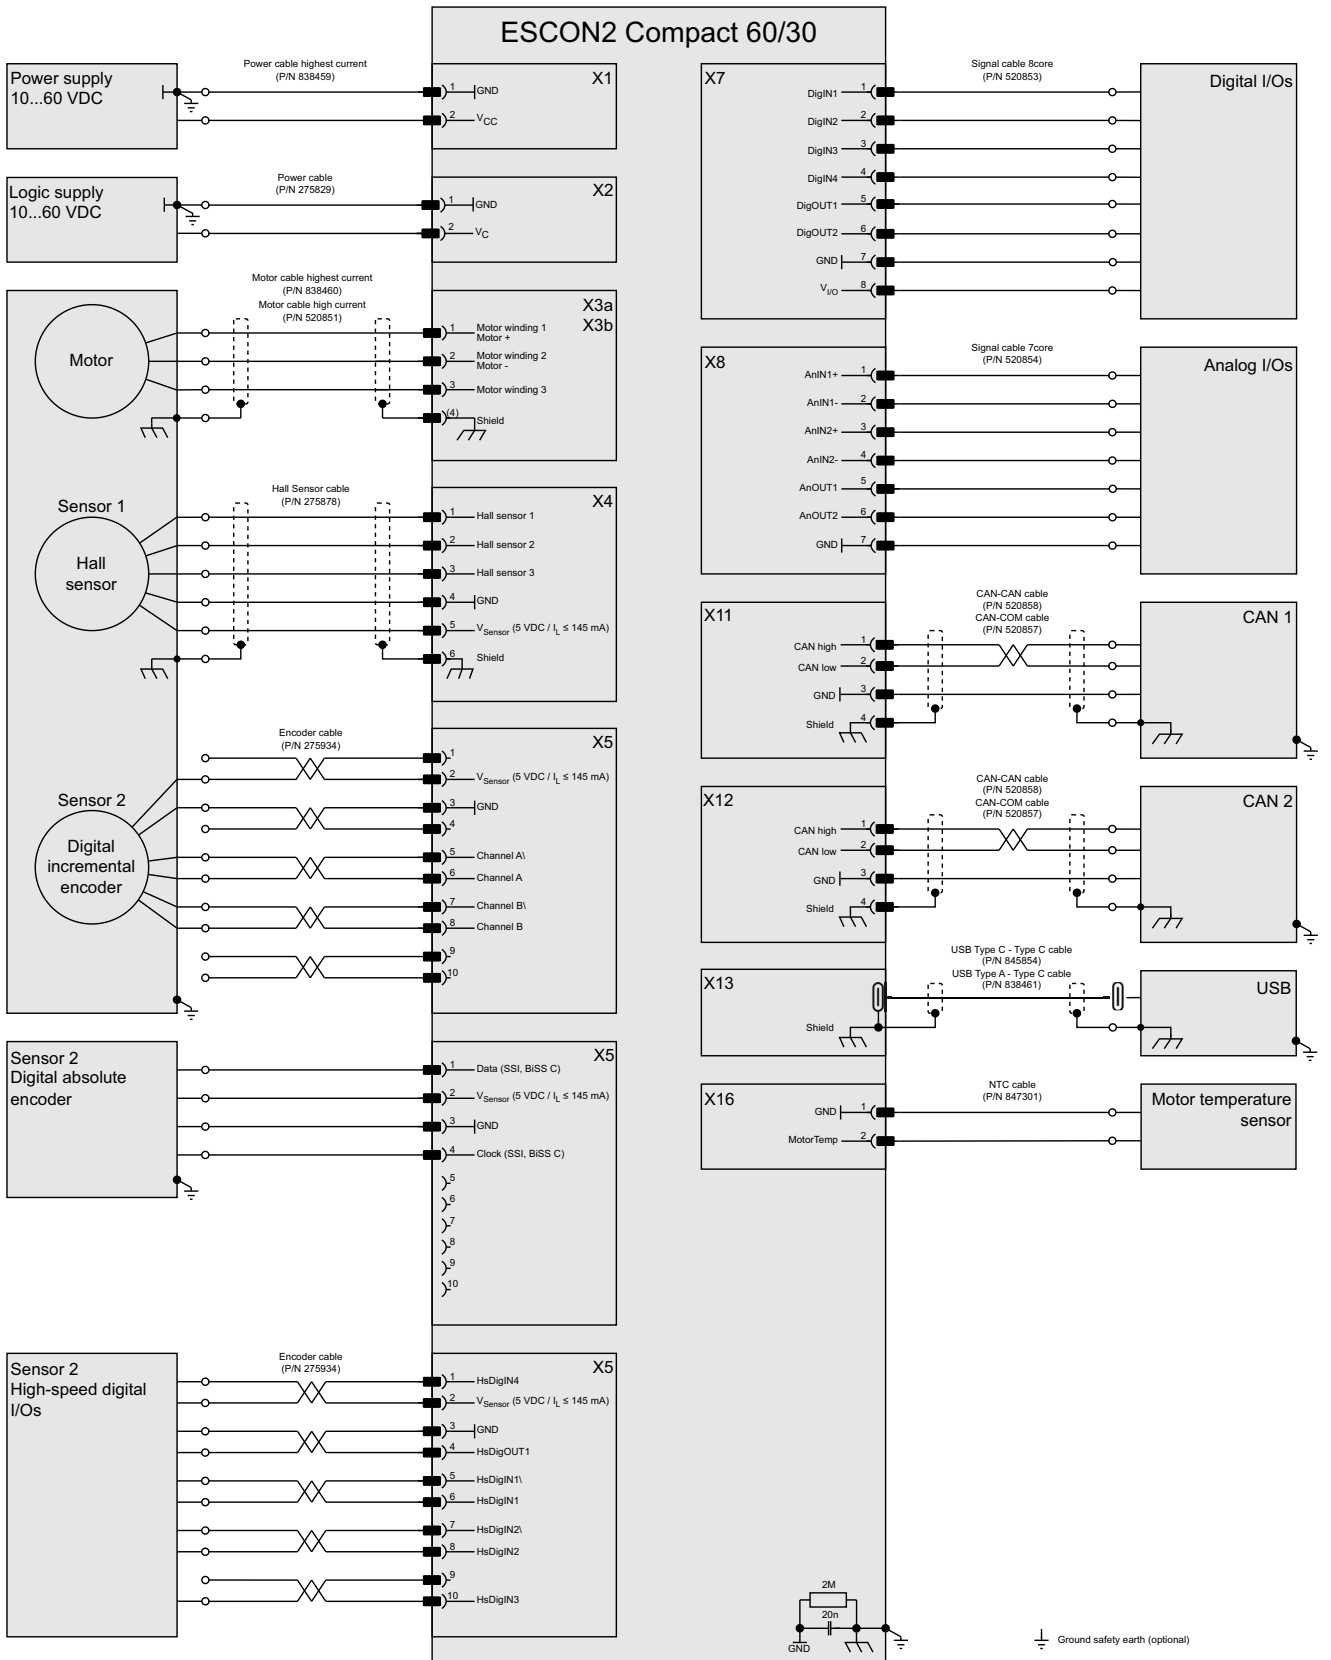 ESCON2 Compact 60/30
Power supply
10...60 VDC
Power cable highest current
(P/N 838459)
X1
1
GND
2
VCC
Logic supply
10...60 VDC
Power cable
(P/N 275829)
X2
1
GND
2
VC
Motor
Motor cable highest current
(P/N 838460)
Motor cable high current
(P/N 520851)
X3a
X3b
1
Motor winding 1
Motor +
2
Motor winding 2
Motor -
3
Motor winding 3
(4)
Shield
Sensor 1
Hall
sensor
Hall Sensor cable
(P/N 275878)
X4
1
Hall sensor 1
2
Hall sensor 2
3
Hall sensor 3
4
GND
5
VSensor (5 VDC / IL ≤ 145 mA)
6
Shield
Sensor 2
Digital
incremental
encoder
Encoder cable
(P/N 275934)
X5
1
2
VSensor (5 VDC / IL ≤ 145 mA)
3
GND
4
5
Channel A\
6
Channel A
7
Channel B\
8
Channel B
9
10
Sensor 2
Digital absolute
encoder
X5
1
Data (SSI, BiSS C)
2
VSensor (5 VDC / IL ≤ 145 mA)
3
GND
4
Clock (SSI, BiSS C)
5
6
7
8
9
10
Sensor 2
High-speed digital
I/Os
Encoder cable
(P/N 275934)
X5
1
HsDigIN4
2
VSensor (5 VDC / IL ≤ 145 mA)
3
GND
4
HsDigOUT1
5
HsDigIN1\
6
HsDigIN1
7
HsDigIN2\
8
HsDigIN2
9
10
HsDigIN3
X7
Signal cable 8core
(P/N 520853)
Digital I/Os
DigIN1
1
DigIN2
2
DigIN3
3
DigIN4
4
DigOUT1
5
DigOUT2
6
GND
7
VI/O
8
X8
Signal cable 7core
(P/N 520854)
Analog I/Os
AnIN1+
1
AnIN1-
2
AnIN2+
3
AnIN2-
4
AnOUT1
5
AnOUT2
6
GND
7
X11
CAN-CAN cable
(P/N 520858)
CAN-COM cable
(P/N 520857)
CAN 1
CAN high
1
CAN low
2
GND
3
Shield
4
X12
CAN-CAN cable
(P/N 520858)
CAN-COM cable
(P/N 520857)
CAN 2
CAN high
1
CAN low
2
GND
3
Shield
4
X13
USB Type C - Type C cable
(P/N 845854)
USB Type A - Type C cable
(P/N 838461)
USB
Shield
X16
NTC cable
(P/N 847301)
Motor temperature
sensor
GND
1
MotorTemp
2
2M
20n
GND
Ground safety earth (optional)